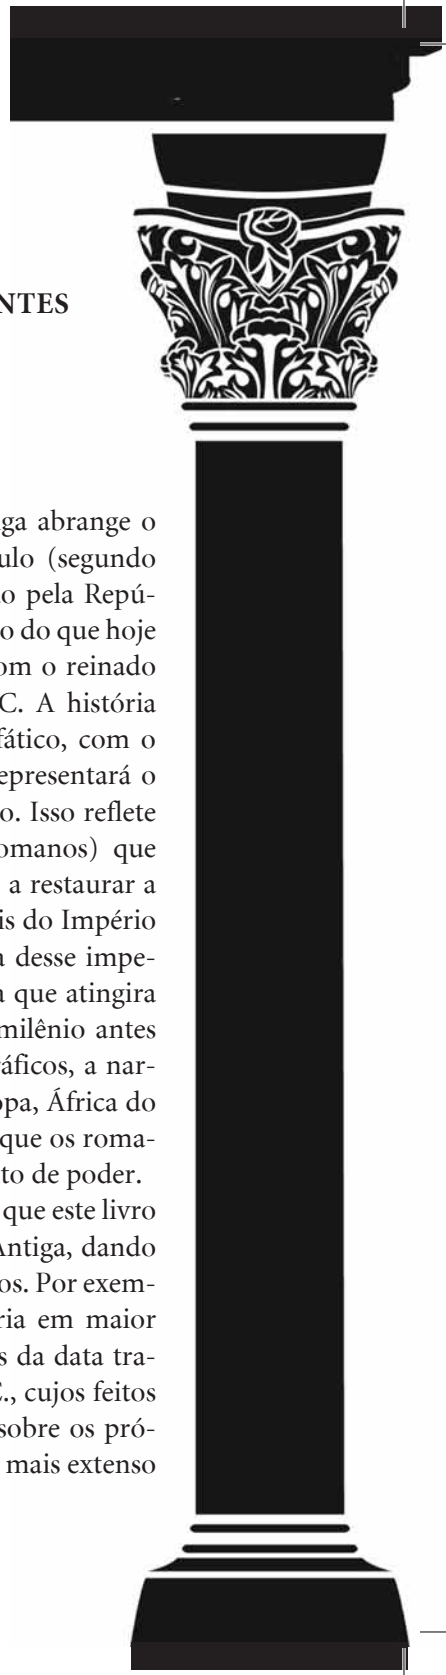 NTES
ga abrange o
ulo (segundo
o pela Repú-
o do que hoje
om o reinado
C. A história
fático, com o
epresentará o
o. Isso reflete
omanos) que
a restaurar a
is do Império
a desse impe-
a que atingira
milênio antes
áficos, a nar-
opa, África do
que os roma-
to de poder.
que este livro
Antiga, dando
os. Por exem-
ria em maior
s da data tra-
C., cujos feitos
sobre os pró-
mais extenso